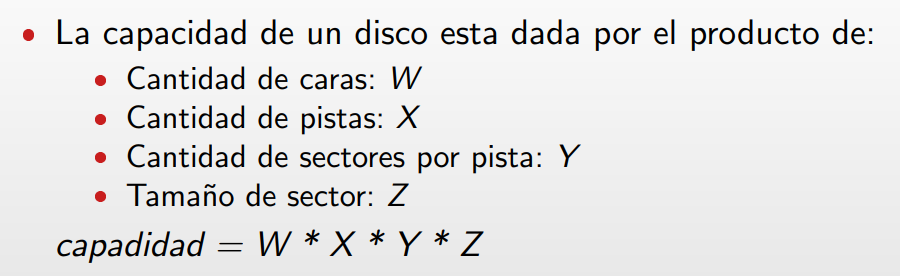 • La capacidad de un disco esta dada por el producto de:
• Cantidad de caras: W
• Cantidad de pistas: X
• Cantidad de sectores por pista: Y
• Tamaño de sector: Z
capadidad = W * X * Y * Z